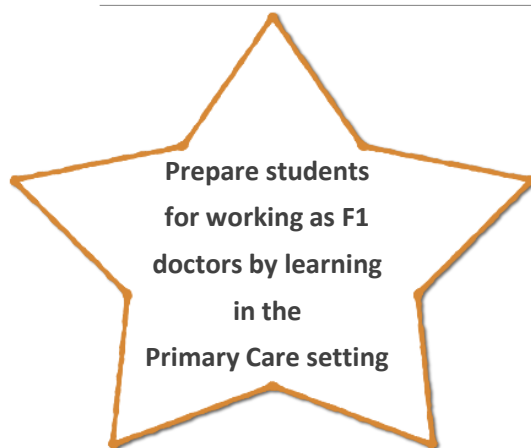 Prepare students
for working as F1
doctors by learning
in the
Primary Care setting